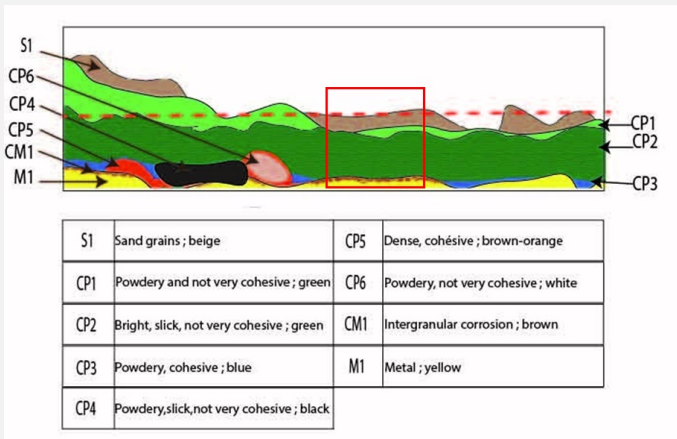 S1
CP6
CP4
CP5
CM1
M1
CP1
CP2
CP3
S1 Sand grains ; beige
CP5 Dense, cohésive ; brown-orange
CP1 Powdery and not very cohesive ; green
CP6 Powdery, not very cohesive ; white
CP2 Bright, slick, not very cohesive ; green
CM1 Intergranular corrosion ; brown
CP3 Powdery, cohesive ; blue
M1 Metal ; yellow
CP4 Powdery,slick,not very cohesive ; black